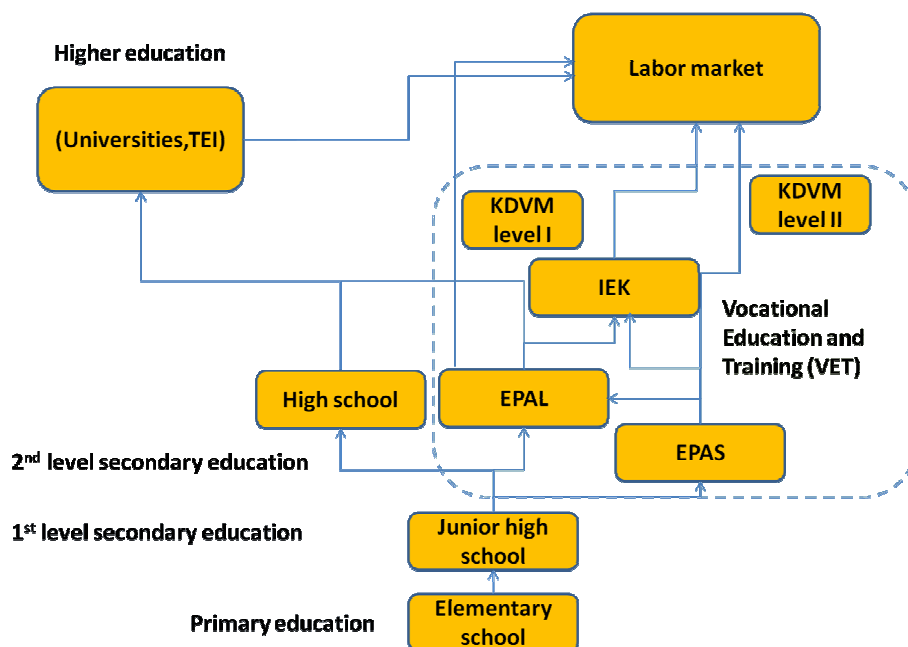 Higher education
Labor market
(Universities,TEI)
KDVM
level I
KDVM
level II
IEK
Vocational
Education and
Training (VET)
High school
EPAL
EPAS
2nd level secondary education
1st level secondary education
Junior high
school
Primary education
Elementary
school